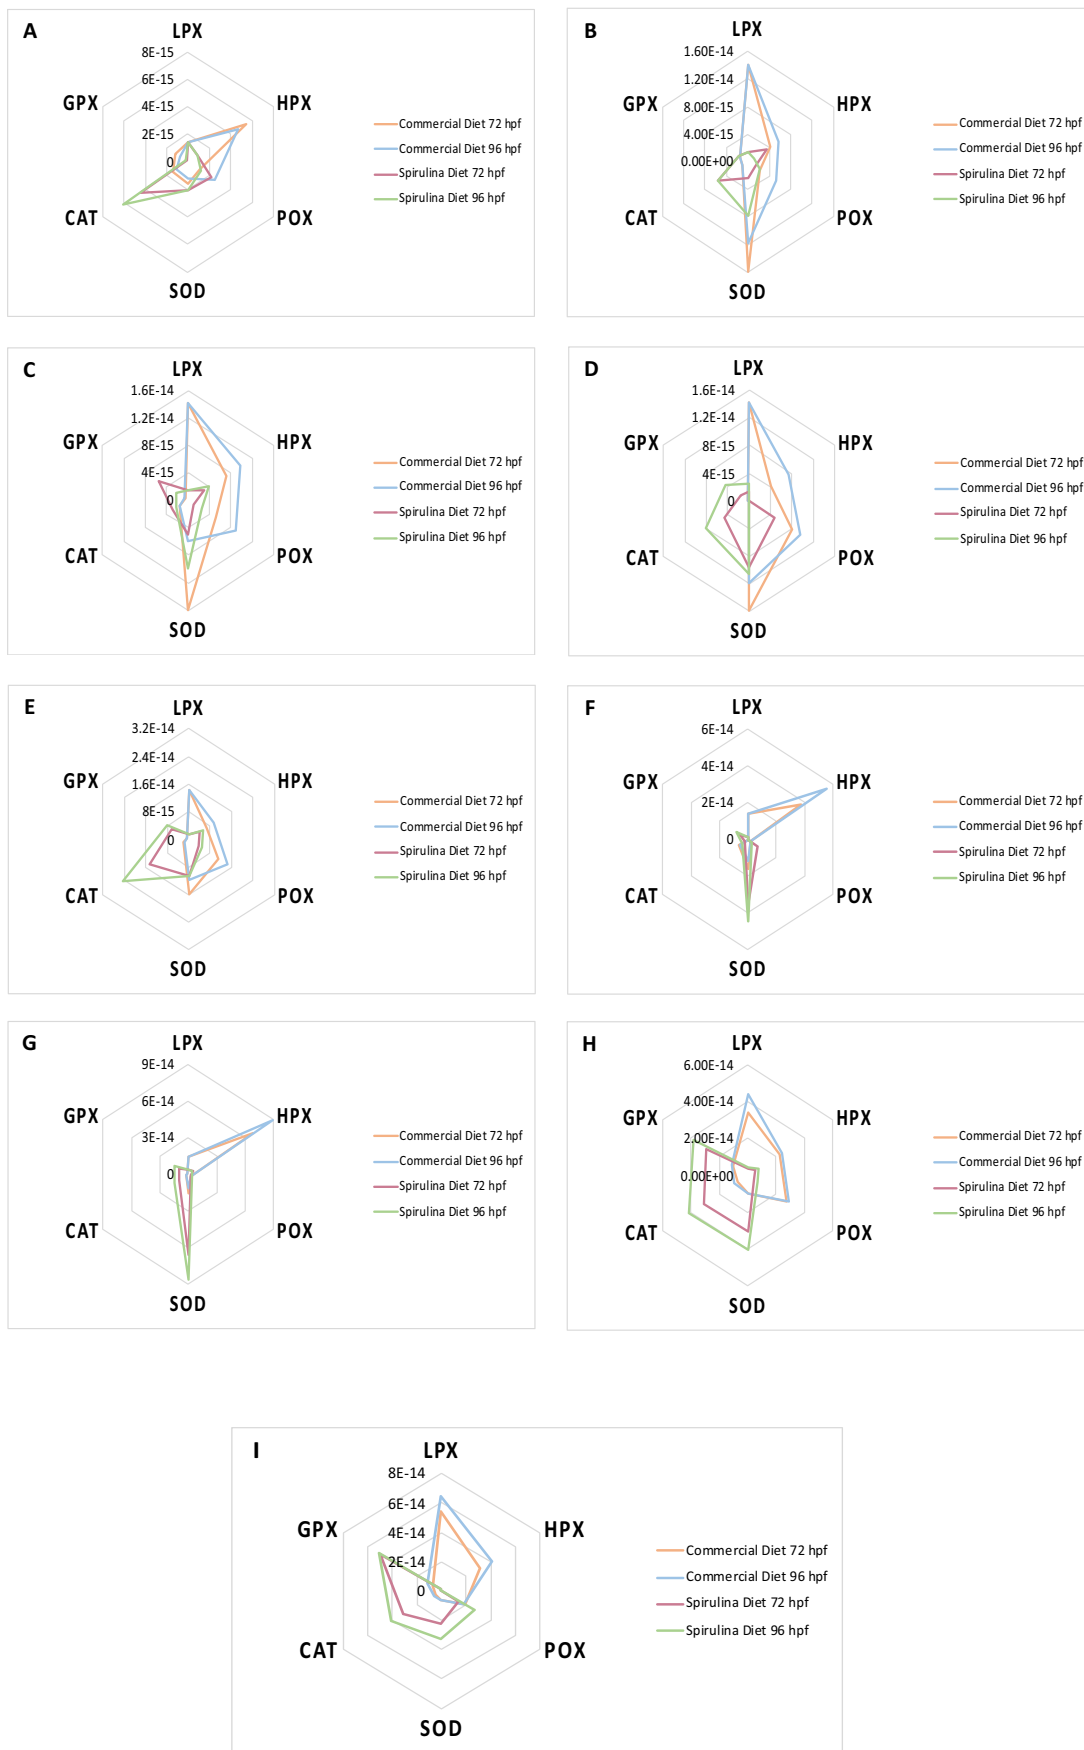 A
LPX
8E-15
6E-15
4E-15
2E-15
0
GPX
HPX
CAT
POX
SOD
Commercial Diet 72 hpf
Commercial Diet 96 hpf
Spirulina Diet 72 hpf
Spirulina Diet 96 hpf
B
LPX
1.60E-14
1.20E-14
8.00E-15
4.00E-15
0.00E+00
GPX
HPX
CAT
POX
SOD
Commercial Diet 72 hpf
Commercial Diet 96 hpf
Spirulina Diet 72 hpf
Spirulina Diet 96 hpf
C
LPX
1.6E-14
1.2E-14
8E-15
4E-15
0
GPX
HPX
CAT
POX
SOD
Commercial Diet 72 hpf
Commercial Diet 96 hpf
Spirulina Diet 72 hpf
Spirulina Diet 96 hpf
D
LPX
1.6E-14
1.2E-14
8E-15
4E-15
0
GPX
HPX
CAT
POX
SOD
Commercial Diet 72 hpf
Commercial Diet 96 hpf
Spirulina Diet 72 hpf
Spirulina Diet 96 hpf
E
LPX
3.2E-14
2.4E-14
1.6E-14
8E-15
0
GPX
HPX
CAT
POX
SOD
Commercial Diet 72 hpf
Commercial Diet 96 hpf
Spirulina Diet 72 hpf
Spirulina Diet 96 hpf
F
LPX
6E-14
4E-14
2E-14
0
GPX
HPX
CAT
POX
SOD
Commercial Diet 72 hpf
Commercial Diet 96 hpf
Spirulina Diet 72 hpf
Spirulina Diet 96 hpf
G
LPX
9E-14
6E-14
3E-14
0
GPX
HPX
CAT
POX
SOD
Commercial Diet 72 hpf
Commercial Diet 96 hpf
Spirulina Diet 72 hpf
Spirulina Diet 96 hpf
H
LPX
6.00E-14
4.00E-14
2.00E-14
0.00E+00
GPX
HPX
CAT
POX
SOD
Commercial Diet 72 hpf
Commercial Diet 96 hpf
Spirulina Diet 72 hpf
Spirulina Diet 96 hpf
I
LPX
8E-14
6E-14
4E-14
2E-14
0
GPX
HPX
CAT
POX
SOD
Commercial Diet 72 hpf
Commercial Diet 96 hpf
Spirulina Diet 72 hpf
Spirulina Diet 96 hpf